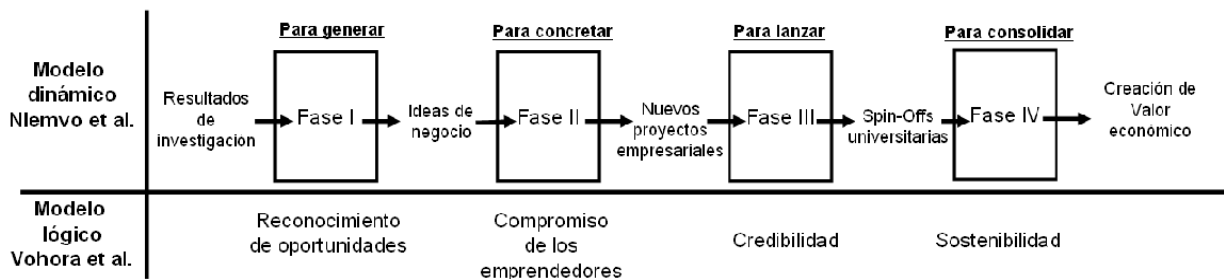 Para generar
Para concretar
Para lanzar
Para consolidar
Modelo
dinámico
Nlemvo et al.
Resultados
de
investigación
Fase I
Ideas de
negocio
Fase II
Nuevos
proyectos
empresariales
Fase III
Spin-Offs
universitarias
Fase IV
Creación de
Valor
económico
Modelo
lógico
Vohora et al.
Reconocimiento
de oportunidades
Compromiso
de los
emprendedores
Credibilidad
Sostenibilidad